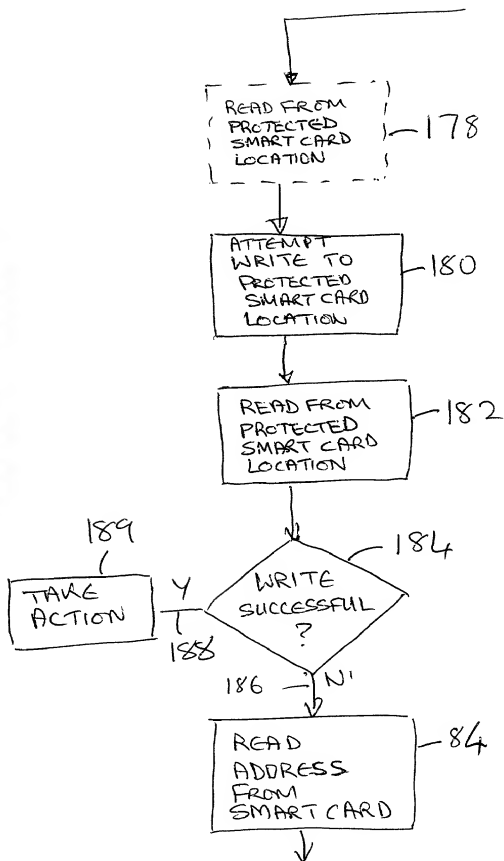 READ FROM
PROTECTED
SMART CARD
LOCATION
178
ATTEMPT
WRITE TO
PROTECTED
SMART CARD
LOCATION
180
READ FROM
PROTECTED
SMART CARD
LOCATION
182
184
WRITE
SUCCESSFUL
?
189
TAKE
ACTION
Y
188
186
N
READ
ADDRESS
FROM
SMART CARD
84